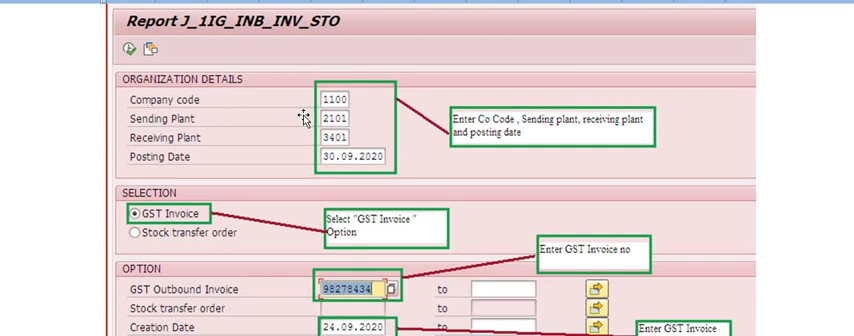 Report J_1IG_INB_INV_STO
ORGANIZATION DETAILS
Company code 1100
Sending Plant 2101
Receiving Plant 3401
Posting Date 30.09.2020
Enter Co Code , Sending plant, receiving plant
and posting date
SELECTION
GST Invoice
Stock transfer order
Select "GST Invoice "
Option
Enter GST Invoice no
OPTION
GST Outbound Invoice 98278434 to
Stock transfer order to
Creation Date 24.09.2020 to
Enter GST Invoice